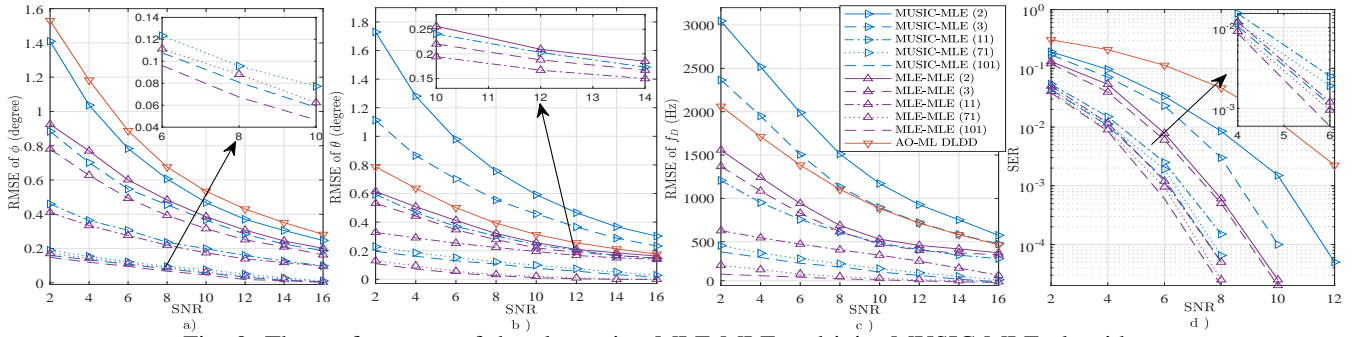 RMSE of ϕ (degree)
1.6
1.4
1.2
1
0.8
0.6
0.4
0.2
0
2 4 6 8 10 12 14 16
SNR
a)
0.14
0.12
0.1
0.08
0.06
0.04
6 8 10
RMSE of θ (degree)
1.8
1.6
1.4
1.2
1
0.8
0.6
0.4
0.2
0
2 4 6 8 10 12 14 16
SNR
b )
0.25
0.2
0.15
10 10 12 13 14
RMSE of f_D (Hz)
3000
2500
2000
1500
1000
500
0
2 4 6 8 10 12 14 16
SNR
c )
MUSIC-MLE (2)
MUSIC-MLE (3)
MUSIC-MLE (11)
MUSIC-MLE (71)
MUSIC-MLE (101)
MLE-MLE (2)
MLE-MLE (3)
MLE-MLE (11)
MLE-MLE (71)
MLE-MLE (101)
AO-ML DLDD
SER
10^0
10^-1
10^-2
10^-3
10^-4
2 4 6 8 10 12
SNR
d )
10^-2
10^-3
4 5 6